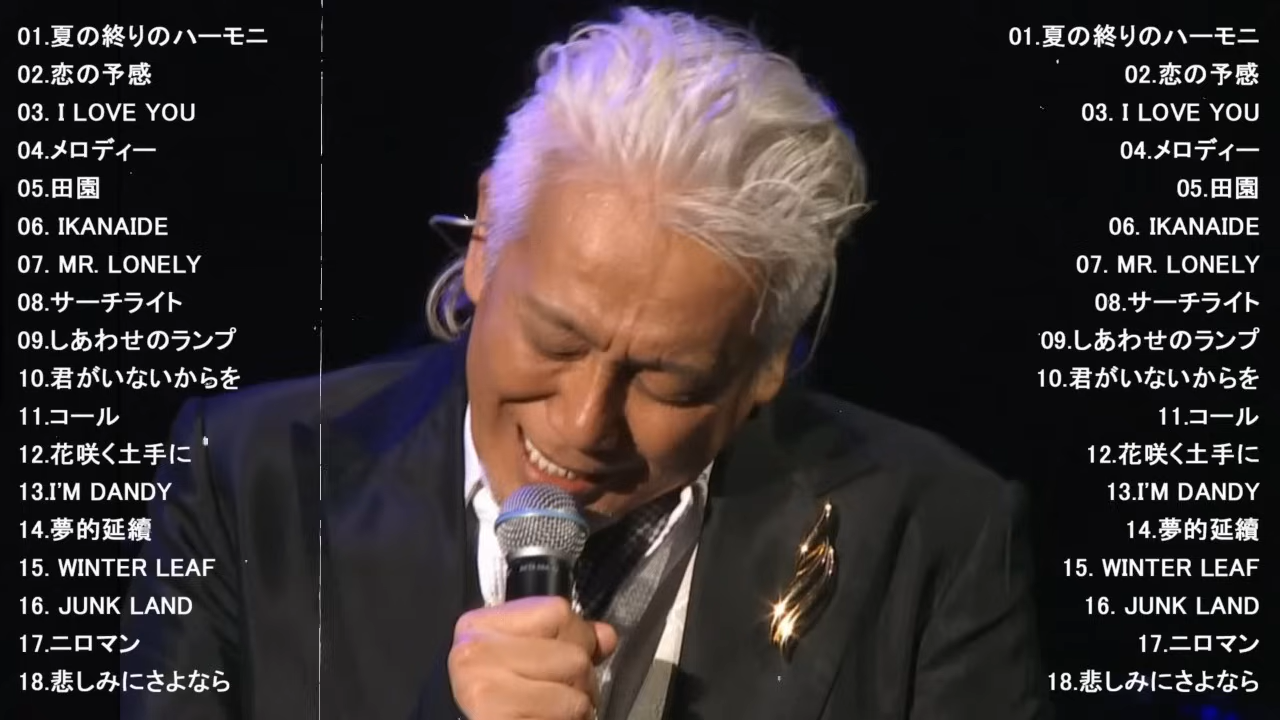 01.夏の終りのハーモニ
02.恋の予感
03. I LOVE YOU
04.メロディー
05.田園
06. IKANAIDE
07. MR. LONELY
08.サーチライト
09.しあわせのランプ
10.君がいないからを
11.コール
12.花咲く土手に
13.I'M DANDY
14.夢的延續
15. WINTER LEAF
16. JUNK LAND
17.ニロマン
18.悲しみにさよなら
01.夏の終りのハーモニ
02.恋の予感
03. I LOVE YOU
04.メロディー
05.田園
06. IKANAIDE
07. MR. LONELY
08.サーチライト
09.しあわせのランプ
10.君がいないからを
11.コール
12.花咲く土手に
13.I'M DANDY
14.夢的延續
15. WINTER LEAF
16. JUNK LAND
17.ニロマン
18.悲しみにさよなら